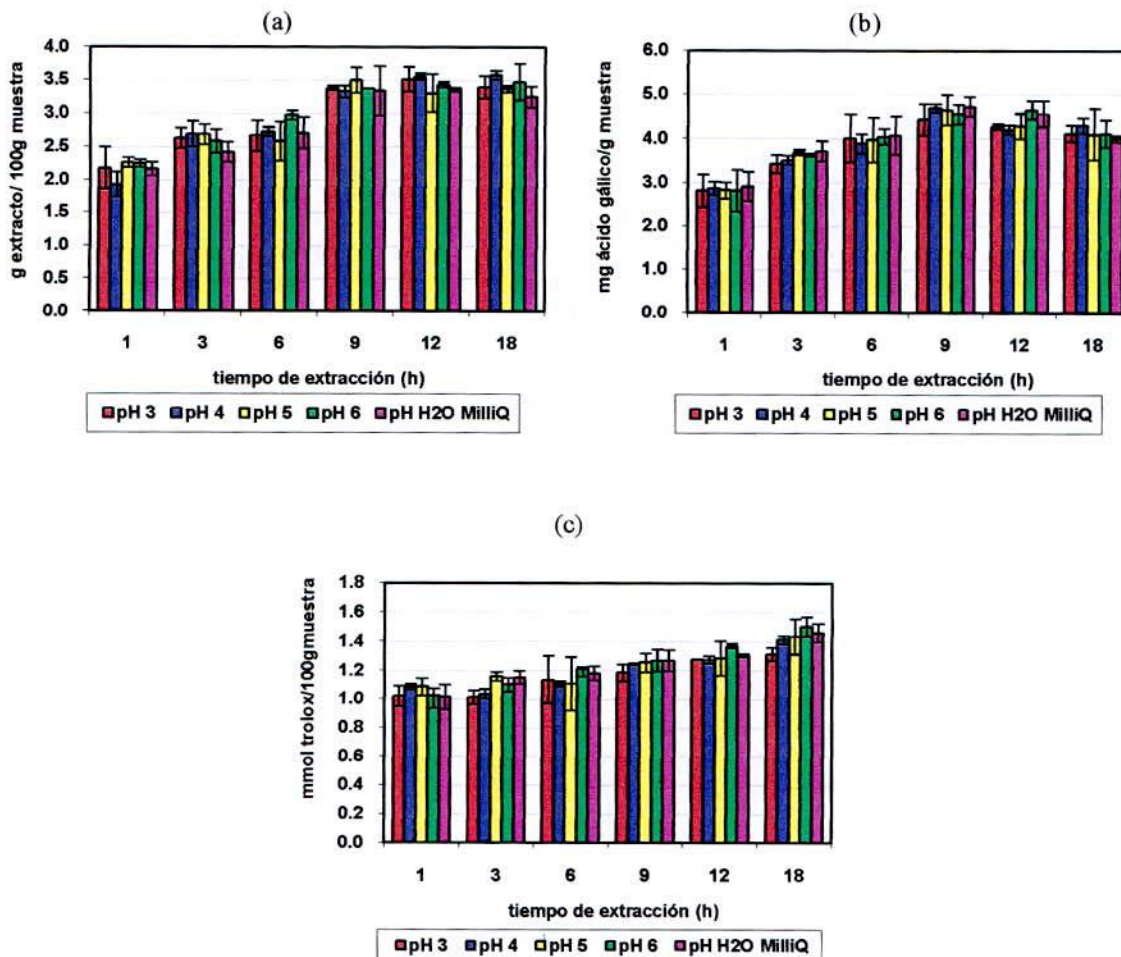 (a)
4.0
3.5
3.0
2.5
2.0
1.5
1.0
0.5
0.0
g extracto/ 100g muestra
1 3 6 9 12 18
tiempo de extracción (h)
pH 3 pH 4 pH 5 pH 6 pH H2O MilliQ
(b)
6.0
5.0
4.0
3.0
2.0
1.0
0.0
mg ácido gálico/g muestra
1 3 6 9 12 18
tiempo de extracción (h)
pH 3 pH 4 pH 5 pH 6 pH H2O MilliQ
(c)
1.8
1.6
1.4
1.2
1.0
0.8
0.6
0.4
0.2
0.0
mmol trolox/100gmuestra
1 3 6 9 12 18
tiempo de extracción (h)
pH 3 pH 4 pH 5 pH 6 pH H2O MilliQ